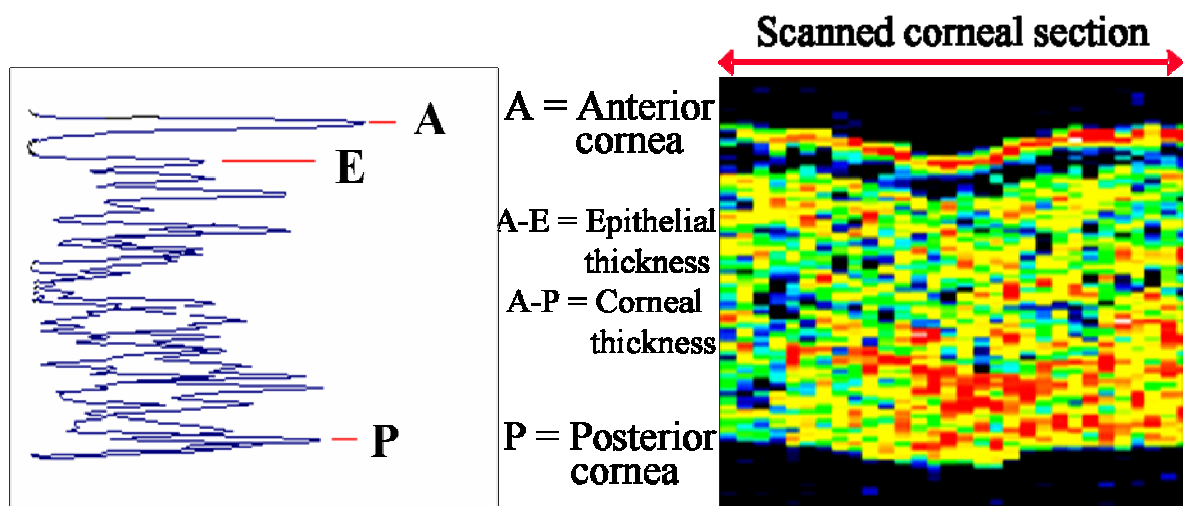 Scanned corneal section
A
E
P
A = Anterior
cornea
A-E = Epithelial
thickness
A-P = Corneal
thickness
P = Posterior
cornea